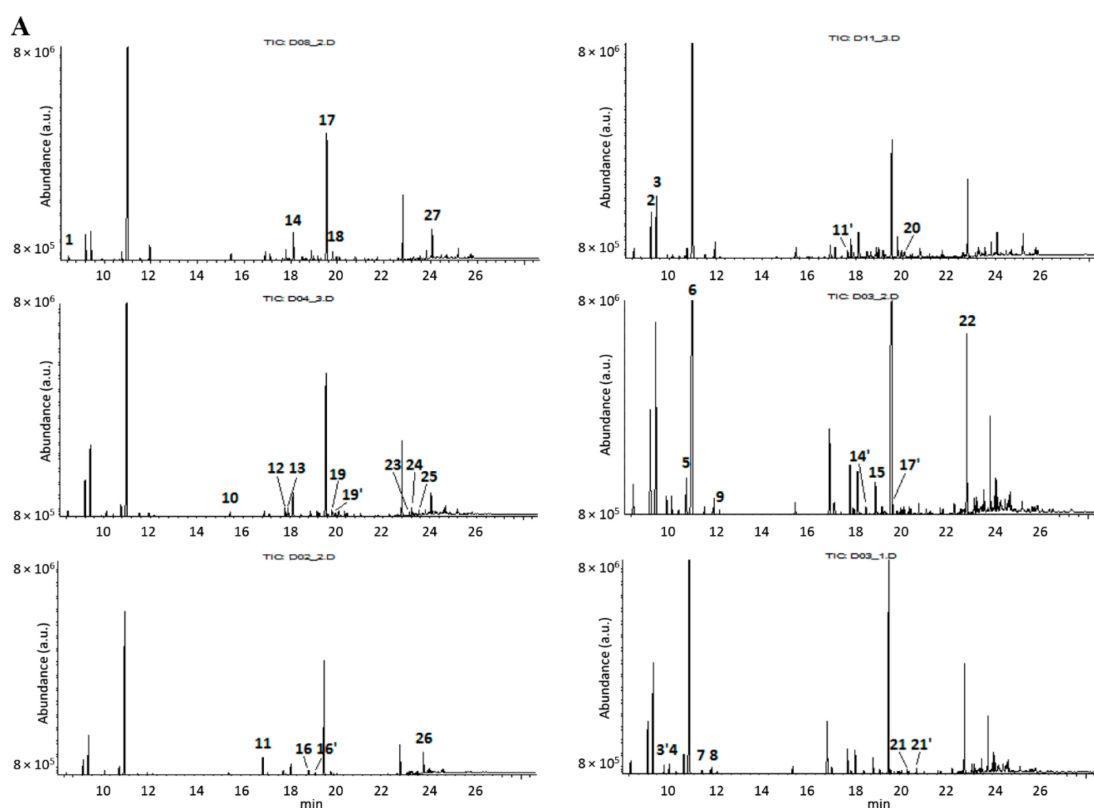 A
TIC: D08_2.D
8 × 10⁶
Abundance (a.u.)
8 × 10⁵
1
14
17
18
27
10 12 14 16 18 20 22 24 26
TIC: D11_3.D
8 × 10⁶
Abundance (a.u.)
8 × 10⁵
2
3
11'
20
10 12 14 16 18 20 22 24 26
TIC: D04_3.D
8 × 10⁶
Abundance (a.u.)
8 × 10⁵
10
12
13
19
19'
23
24
25
10 12 14 16 18 20 22 24 26
TIC: D03_2.D
8 × 10⁶
Abundance (a.u.)
8 × 10⁵
5
6
9
14'
15
17'
22
10 12 14 16 18 20 22 24 26
TIC: D02_2.D
8 × 10⁶
Abundance (a.u.)
8 × 10⁵
11
16
16'
26
10 12 14 16 18 20 22 24 26
min
TIC: D03_1.D
8 × 10⁶
Abundance (a.u.)
8 × 10⁵
3'
4
7
8
21
21'
10 12 14 16 18 20 22 24 26
min